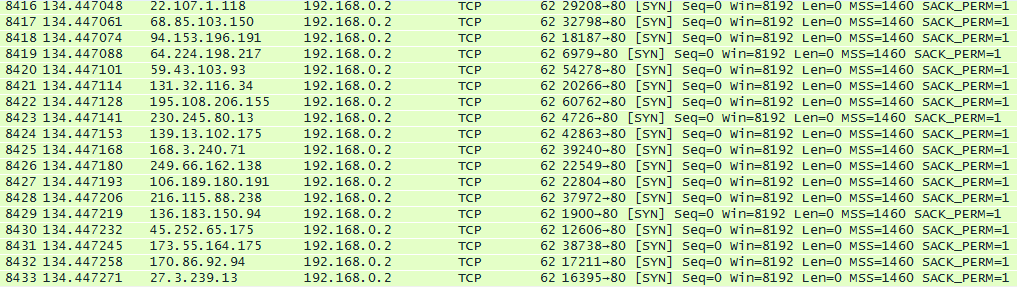 8416 134.447048 22.107.1.118 192.168.0.2 TCP 62 29208→80 [SYN] Seq=0 Win=8192 Len=0 MSS=1460 SACK_PERM=1
8417 134.447061 68.85.103.150 192.168.0.2 TCP 62 32798→80 [SYN] Seq=0 Win=8192 Len=0 MSS=1460 SACK_PERM=1
8418 134.447074 94.153.196.191 192.168.0.2 TCP 62 18187→80 [SYN] Seq=0 Win=8192 Len=0 MSS=1460 SACK_PERM=1
8419 134.447088 64.224.198.217 192.168.0.2 TCP 62 6979→80 [SYN] Seq=0 Win=8192 Len=0 MSS=1460 SACK_PERM=1
8420 134.447101 59.43.103.93 192.168.0.2 TCP 62 54278→80 [SYN] Seq=0 Win=8192 Len=0 MSS=1460 SACK_PERM=1
8421 134.447114 131.32.116.34 192.168.0.2 TCP 62 20266→80 [SYN] Seq=0 Win=8192 Len=0 MSS=1460 SACK_PERM=1
8422 134.447128 195.108.206.155 192.168.0.2 TCP 62 60762→80 [SYN] Seq=0 Win=8192 Len=0 MSS=1460 SACK_PERM=1
8423 134.447141 230.245.80.13 192.168.0.2 TCP 62 4726→80 [SYN] Seq=0 Win=8192 Len=0 MSS=1460 SACK_PERM=1
8424 134.447153 139.13.102.175 192.168.0.2 TCP 62 42863→80 [SYN] Seq=0 Win=8192 Len=0 MSS=1460 SACK_PERM=1
8425 134.447168 168.3.240.71 192.168.0.2 TCP 62 39240→80 [SYN] Seq=0 Win=8192 Len=0 MSS=1460 SACK_PERM=1
8426 134.447180 249.66.162.138 192.168.0.2 TCP 62 22549→80 [SYN] Seq=0 Win=8192 Len=0 MSS=1460 SACK_PERM=1
8427 134.447193 106.189.180.191 192.168.0.2 TCP 62 22804→80 [SYN] Seq=0 Win=8192 Len=0 MSS=1460 SACK_PERM=1
8428 134.447206 216.115.88.238 192.168.0.2 TCP 62 37972→80 [SYN] Seq=0 Win=8192 Len=0 MSS=1460 SACK_PERM=1
8429 134.447219 136.183.150.94 192.168.0.2 TCP 62 1900→80 [SYN] Seq=0 Win=8192 Len=0 MSS=1460 SACK_PERM=1
8430 134.447232 45.252.65.175 192.168.0.2 TCP 62 12606→80 [SYN] Seq=0 Win=8192 Len=0 MSS=1460 SACK_PERM=1
8431 134.447245 173.55.164.175 192.168.0.2 TCP 62 38738→80 [SYN] Seq=0 Win=8192 Len=0 MSS=1460 SACK_PERM=1
8432 134.447258 170.86.92.94 192.168.0.2 TCP 62 17211→80 [SYN] Seq=0 Win=8192 Len=0 MSS=1460 SACK_PERM=1
8433 134.447271 27.3.239.13 192.168.0.2 TCP 62 16395→80 [SYN] Seq=0 Win=8192 Len=0 MSS=1460 SACK_PERM=1